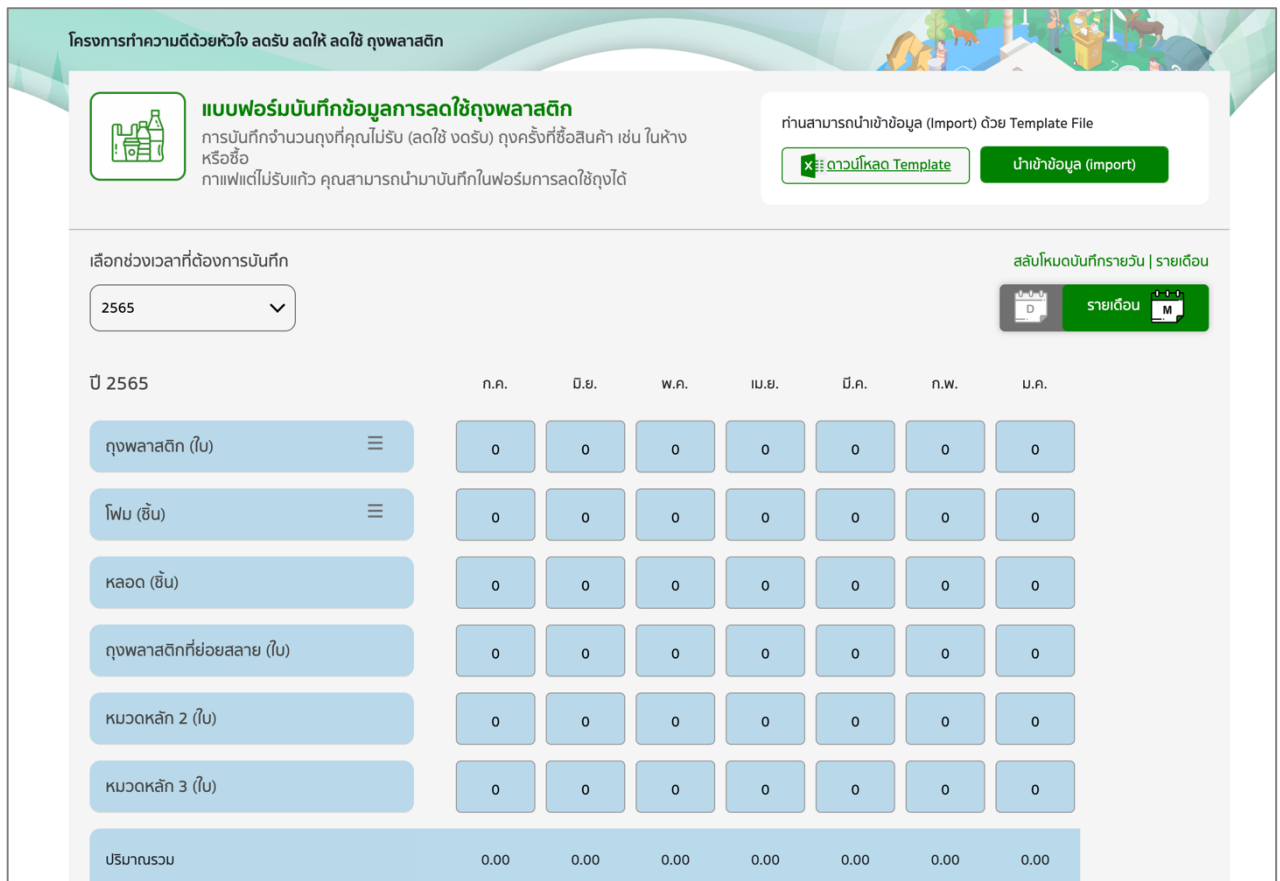 โครงการทำความดีด้วยหัวใจ ลดรับ ลดให้ ลดใช้ ถุงพลาสติก
แบบฟอร์มบันทึกข้อมูลการลดใช้ถุงพลาสติก
การบันทึกจำนวนถุงที่คุณไม่รับ (ลดใช้ งดรับ) ถุงครั้งที่ซื้อสินค้า เช่น ในห้าง
หรือซื้อ
กาแฟแต่ไม่รับแก้ว คุณสามารถนำมาบันทึกในฟอร์มการลดใช้ถุงได้
ท่านสามารถนำเข้าข้อมูล (Import) ด้วย Template File
ดาวน์โหลด Template นำเข้าข้อมูล (import)
เลือกช่วงเวลาที่ต้องการบันทึก
2565
สลับโหมดบันทึกรายวัน | รายเดือน
D รายเดือน M
ปี 2565 ก.ค. มิ.ย. พ.ค. เม.ย. มี.ค. ก.พ. ม.ค.
ถุงพลาสติก (ใบ) 0 0 0 0 0 0 0
โฟม (ชิ้น) 0 0 0 0 0 0 0
หลอด (ชิ้น) 0 0 0 0 0 0 0
ถุงพลาสติกที่ย่อยสลาย (ใบ) 0 0 0 0 0 0 0
หมวดหลัก 2 (ใบ) 0 0 0 0 0 0 0
หมวดหลัก 3 (ใบ) 0 0 0 0 0 0 0
ปริมาณรวม 0.00 0.00 0.00 0.00 0.00 0.00 0.00